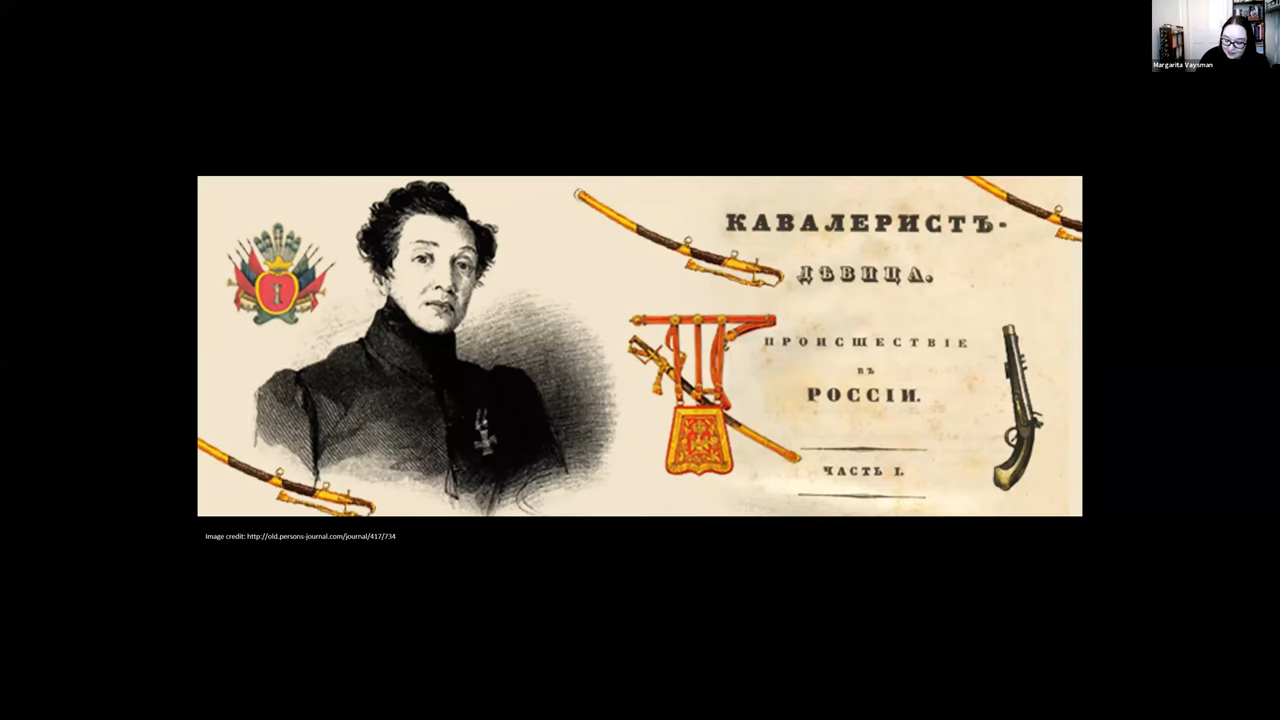 Margarita Vaysman
КАВАЛЕРИСТЪ-
ДѢВИЦА.
ПРОИСШЕСТВІЕ
ВЪ
РОССІИ.
ЧАСТЬ I.
I
Image credit: http://old.persons-journal.com/journal/417/734